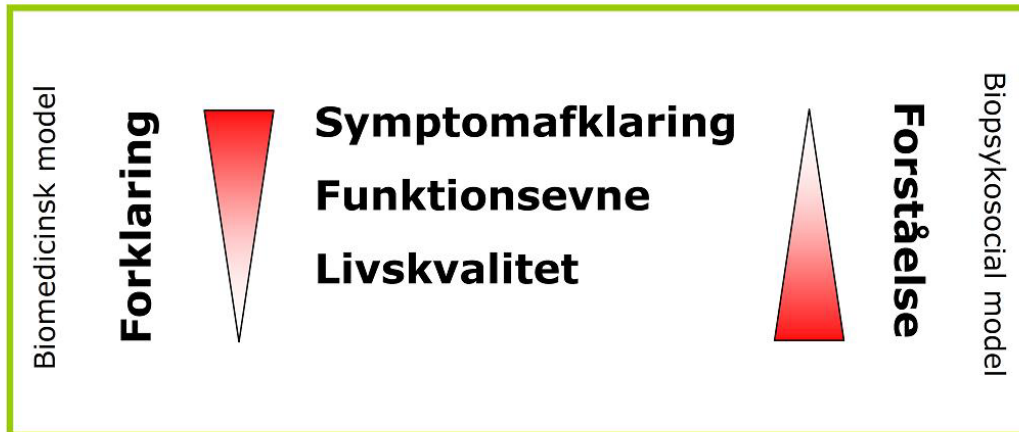 Biomedicinsk model
Forklaring
Symptomafklaring
Funktionsevne
Livskvalitet
Forståelse
Biopsykosocial model